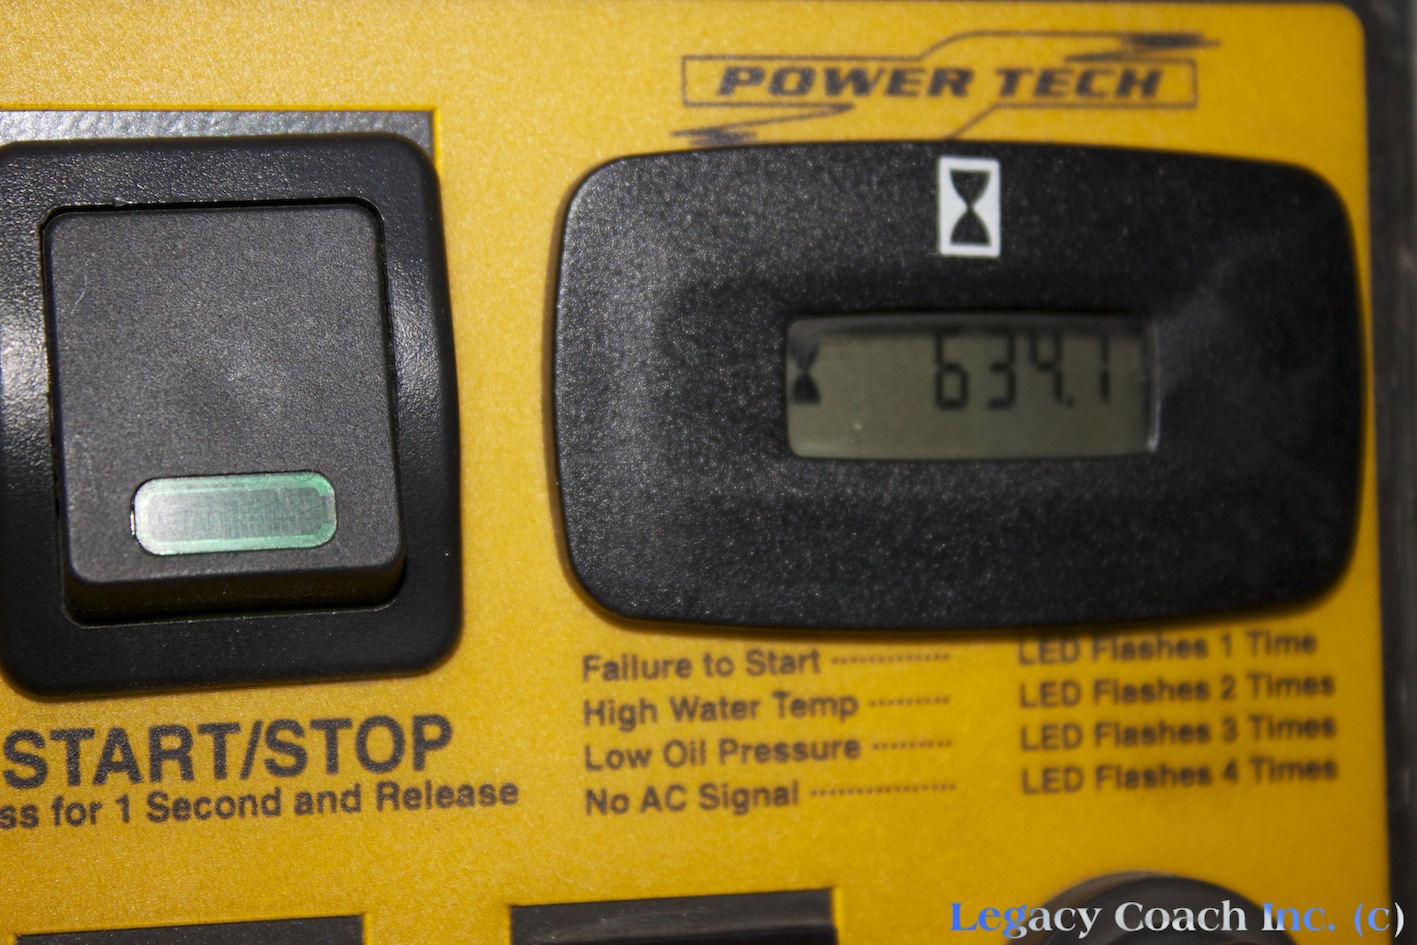 POWER TECH
634.1
START/STOP
ss for 1 Second and Release
Failure to Start ------------ LED Flashes 1 Time
High Water Temp -------- LED Flashes 2 Times
Low Oil Pressure -------- LED Flashes 3 Times
No AC Signal --------------- LED Flashes 4 Times
Legacy Coach Inc. (c)